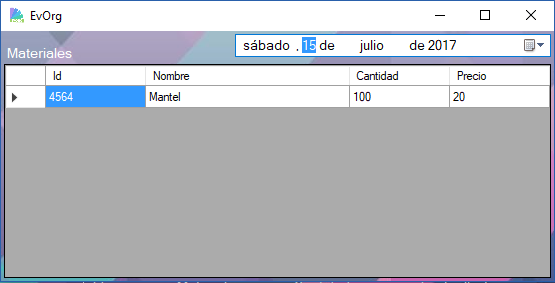 EvOrg
Materiales
sábado , 15 de julio de 2017
Id Nombre Cantidad Precio
4564 Mantel 100 20